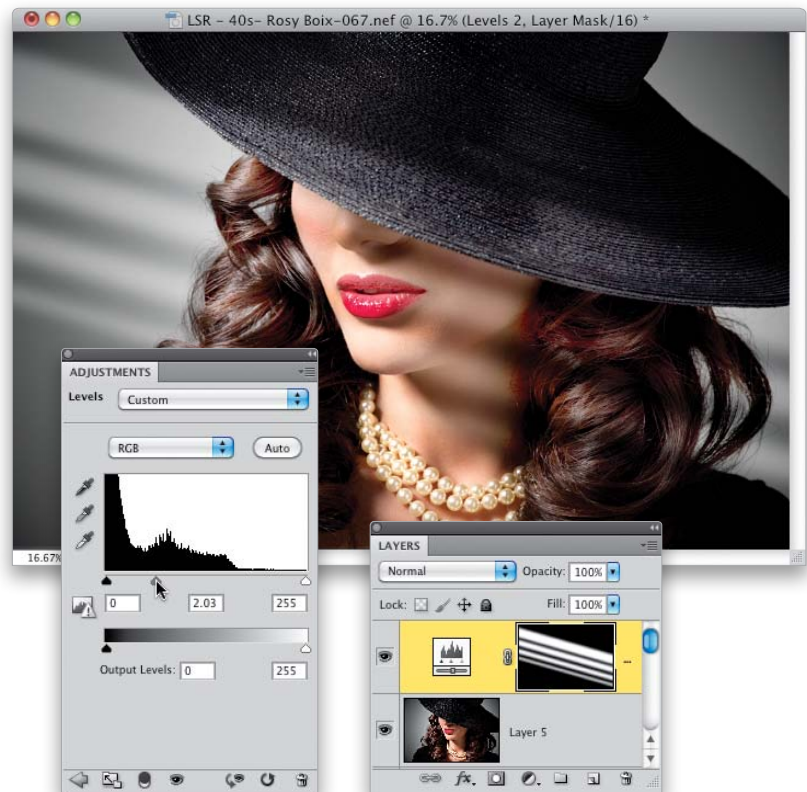 LSR - 40s- Rosy Boix-067.nef @ 16.7% (Levels 2, Layer Mask/16) *
16.67%
ADJUSTMENTS
Levels Custom
RGB Auto
0 2.03 255
Output Levels: 0 255
LAYERS
Normal Opacity: 100%
Lock: Fill: 100%
...
Layer 5
fx.